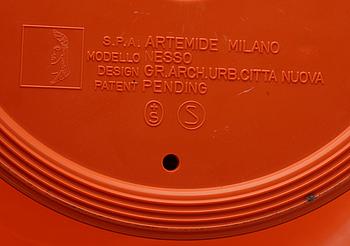 S.P.A. ARTEMIDE MILANO
MODELLO NESSO
DESIGN GR.ARCH.URB.CITTA NUOVA
PATENT PENDING
S S